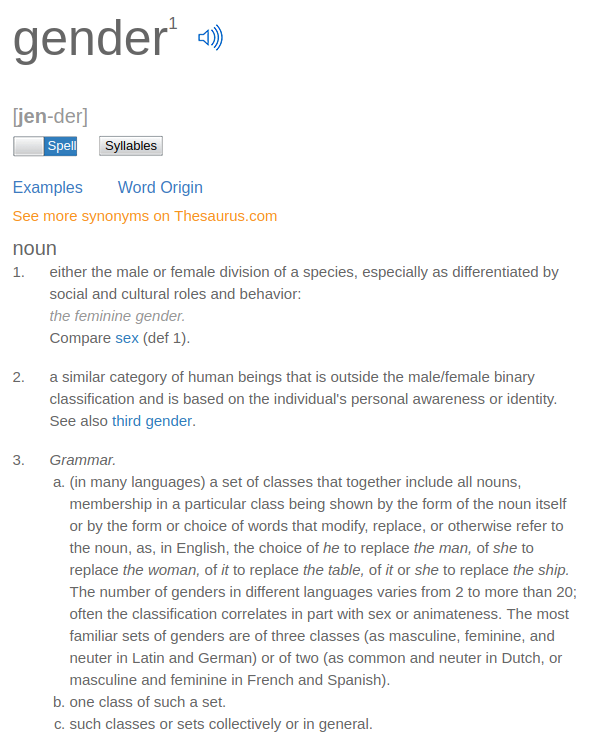 gender1
[jen-der]
Spell Syllables
Examples Word Origin
See more synonyms on Thesaurus.com
noun
1. either the male or female division of a species, especially as differentiated by
social and cultural roles and behavior:
the feminine gender.
Compare sex (def 1).
2. a similar category of human beings that is outside the male/female binary
classification and is based on the individual's personal awareness or identity.
See also third gender.
3. Grammar.
a. (in many languages) a set of classes that together include all nouns,
membership in a particular class being shown by the form of the noun itself
or by the form or choice of words that modify, replace, or otherwise refer to
the noun, as, in English, the choice of he to replace the man, of she to
replace the woman, of it to replace the table, of it or she to replace the ship.
The number of genders in different languages varies from 2 to more than 20;
often the classification correlates in part with sex or animateness. The most
familiar sets of genders are of three classes (as masculine, feminine, and
neuter in Latin and German) or of two (as common and neuter in Dutch, or
masculine and feminine in French and Spanish).
b. one class of such a set.
c. such classes or sets collectively or in general.